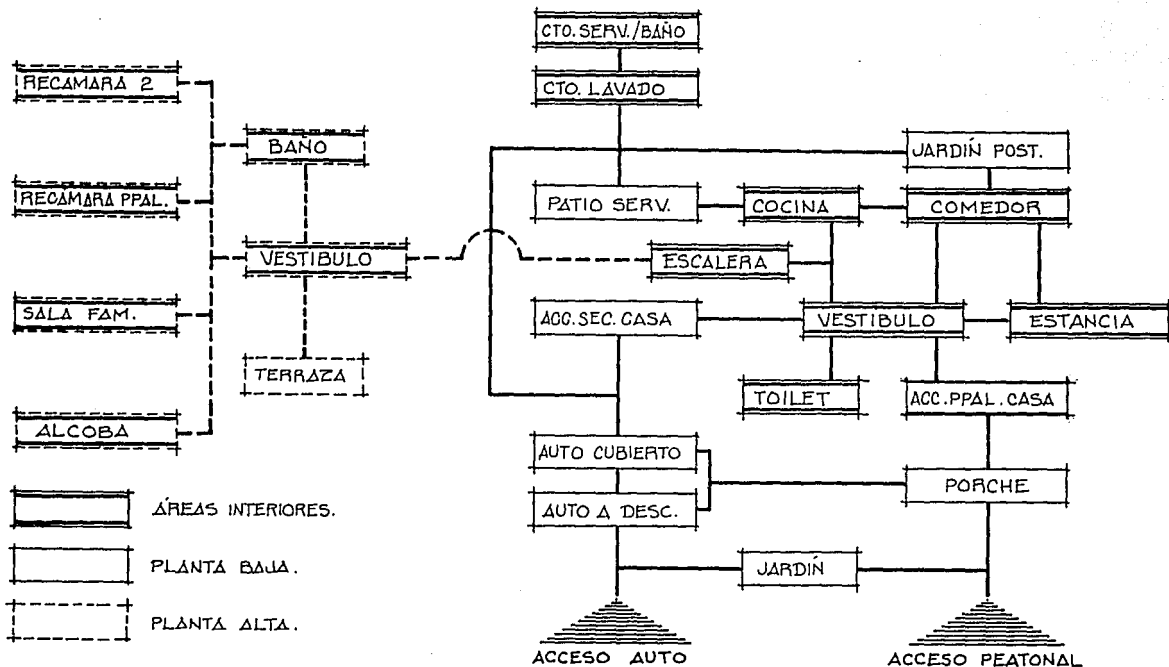 CTO. SERV./BAÑO
RECAMARA 2
CTO. LAVADO
BAÑO
JARDÍN POST.
RECÁMARA PPAL.
PATIO SERV.
COCINA
COMEDOR
VESTIBULO
ESCALERA
SALA FAM.
ACC. SEC. CASA
VESTIBULO
ESTANCIA
TERRAZA
TOILET
ACC. PPAL. CASA
ALCOBA
AUTO CUBIERTO
PORCHE
AUTO A DESC.
ÁREAS INTERIORES.
PLANTA BAJA.
JARDÍN
PLANTA ALTA.
ACCESO AUTO
ACCESO PEATONAL